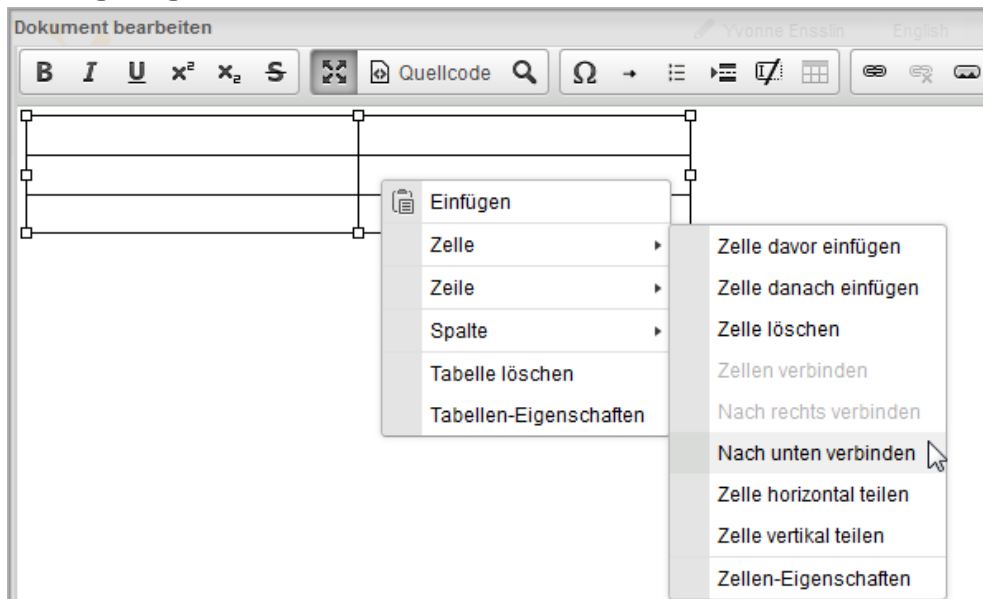 Dokument bearbeiten Yvonne Ensslin English
B I U x² x₂ S Quellcode Ω
Einfügen
Zelle
Zeile
Spalte
Tabelle löschen
Tabellen-Eigenschaften
Zelle davor einfügen
Zelle danach einfügen
Zelle löschen
Zellen verbinden
Nach rechts verbinden
Nach unten verbinden
Zelle horizontal teilen
Zelle vertikal teilen
Zellen-Eigenschaften